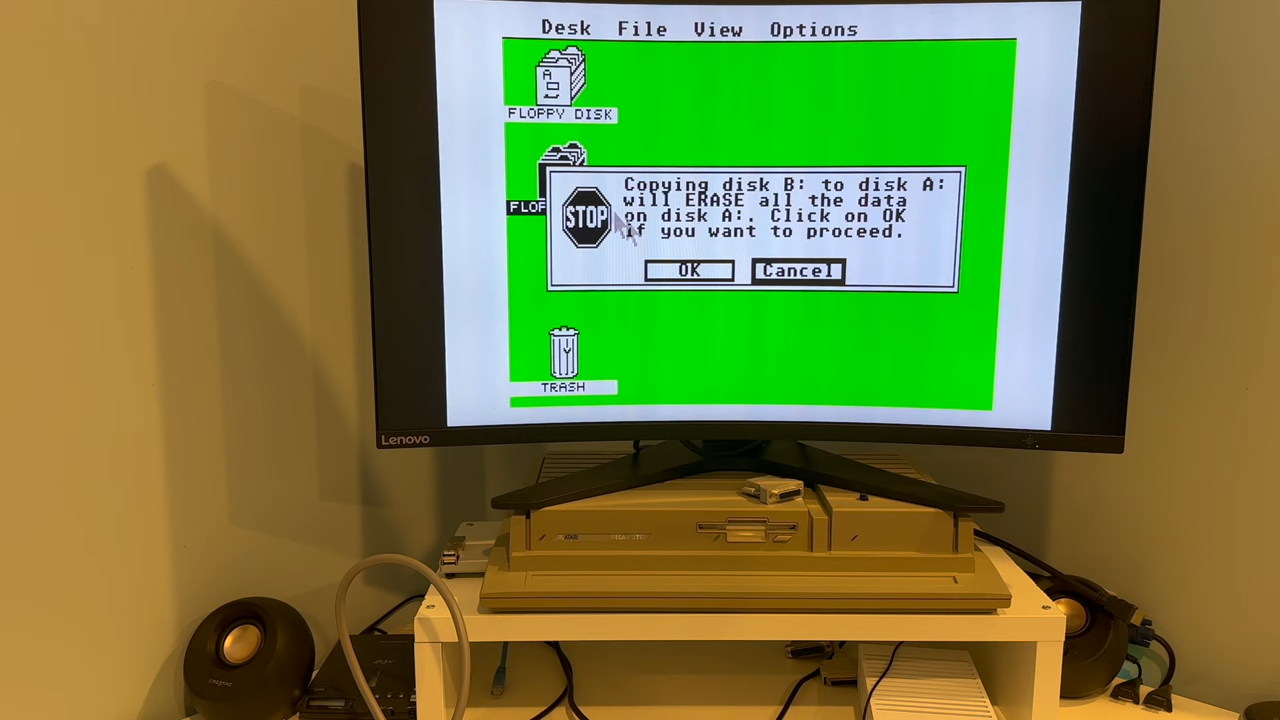 Desk File View Options
FLOPPY DISK
Copying disk B: to disk A:
will ERASE all the data
on disk A:. Click on OK
if you want to proceed.
STOP
FLOP
OK Cancel
TRASH
Lenovo
ATARI
CREATIVE